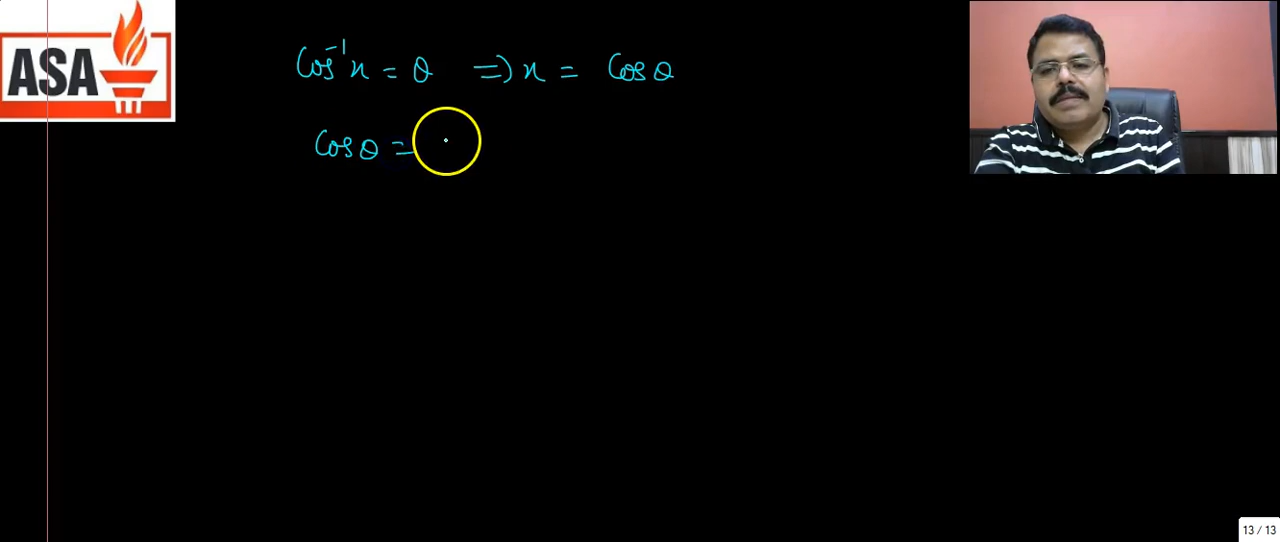 ASA
Cos⁻¹x = θ ⇒ x = Cosθ
Cosθ =
13 / 13